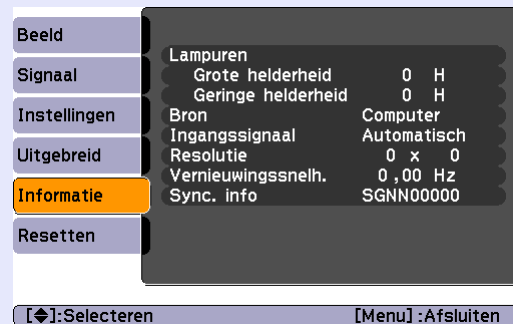 Beeld
Signaal
Instellingen
Uitgebreid
Informatie
Resetten
Lampuren
Grote helderheid 0 H
Geringe helderheid 0 H
Bron Computer
Ingangssignaal Automatisch
Resolutie 0 x 0
Vernieuwingssnelh. 0,00 Hz
Sync. info SGNN00000
[◆]:Selecteren [Menu]:Afsluiten